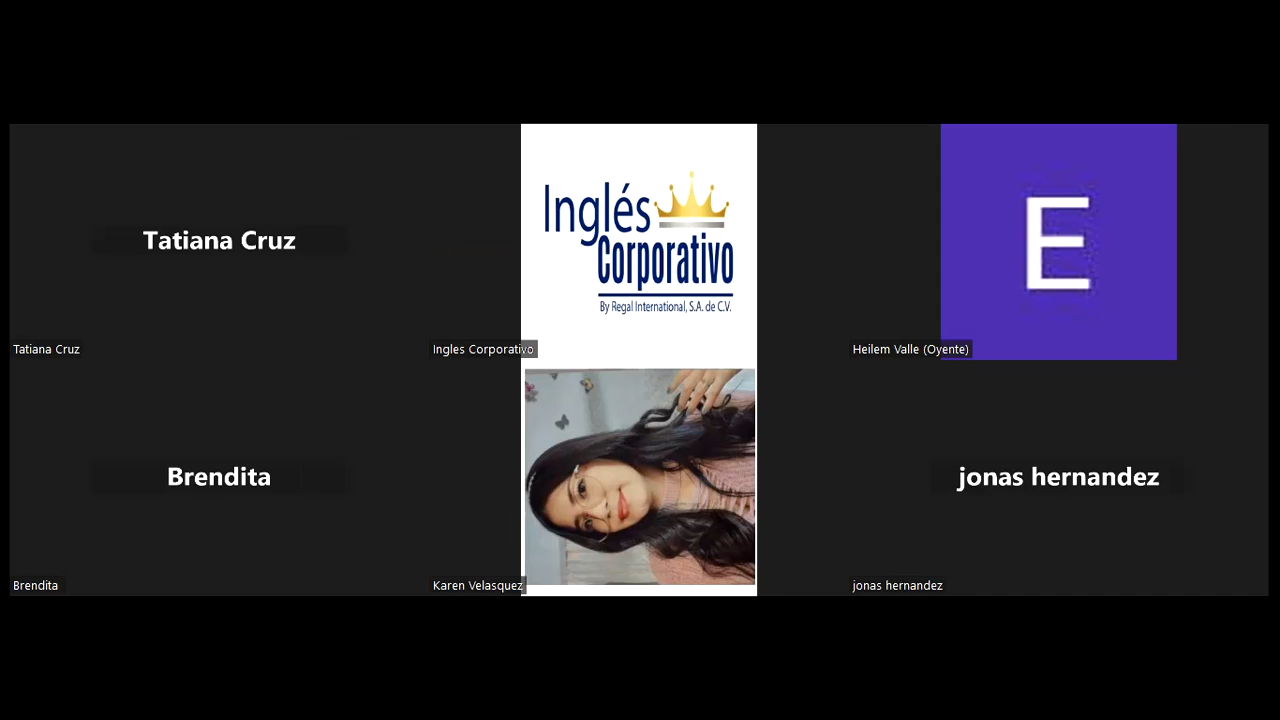 Tatiana Cruz
Tatiana Cruz
Inglés
Corporativo
By Regal International, S.A. de C.V.
Ingles Corporativo
E
Heilem Valle (Oyente)
Brendita
Brendita
Karen Velasquez
jonas hernandez
jonas hernandez